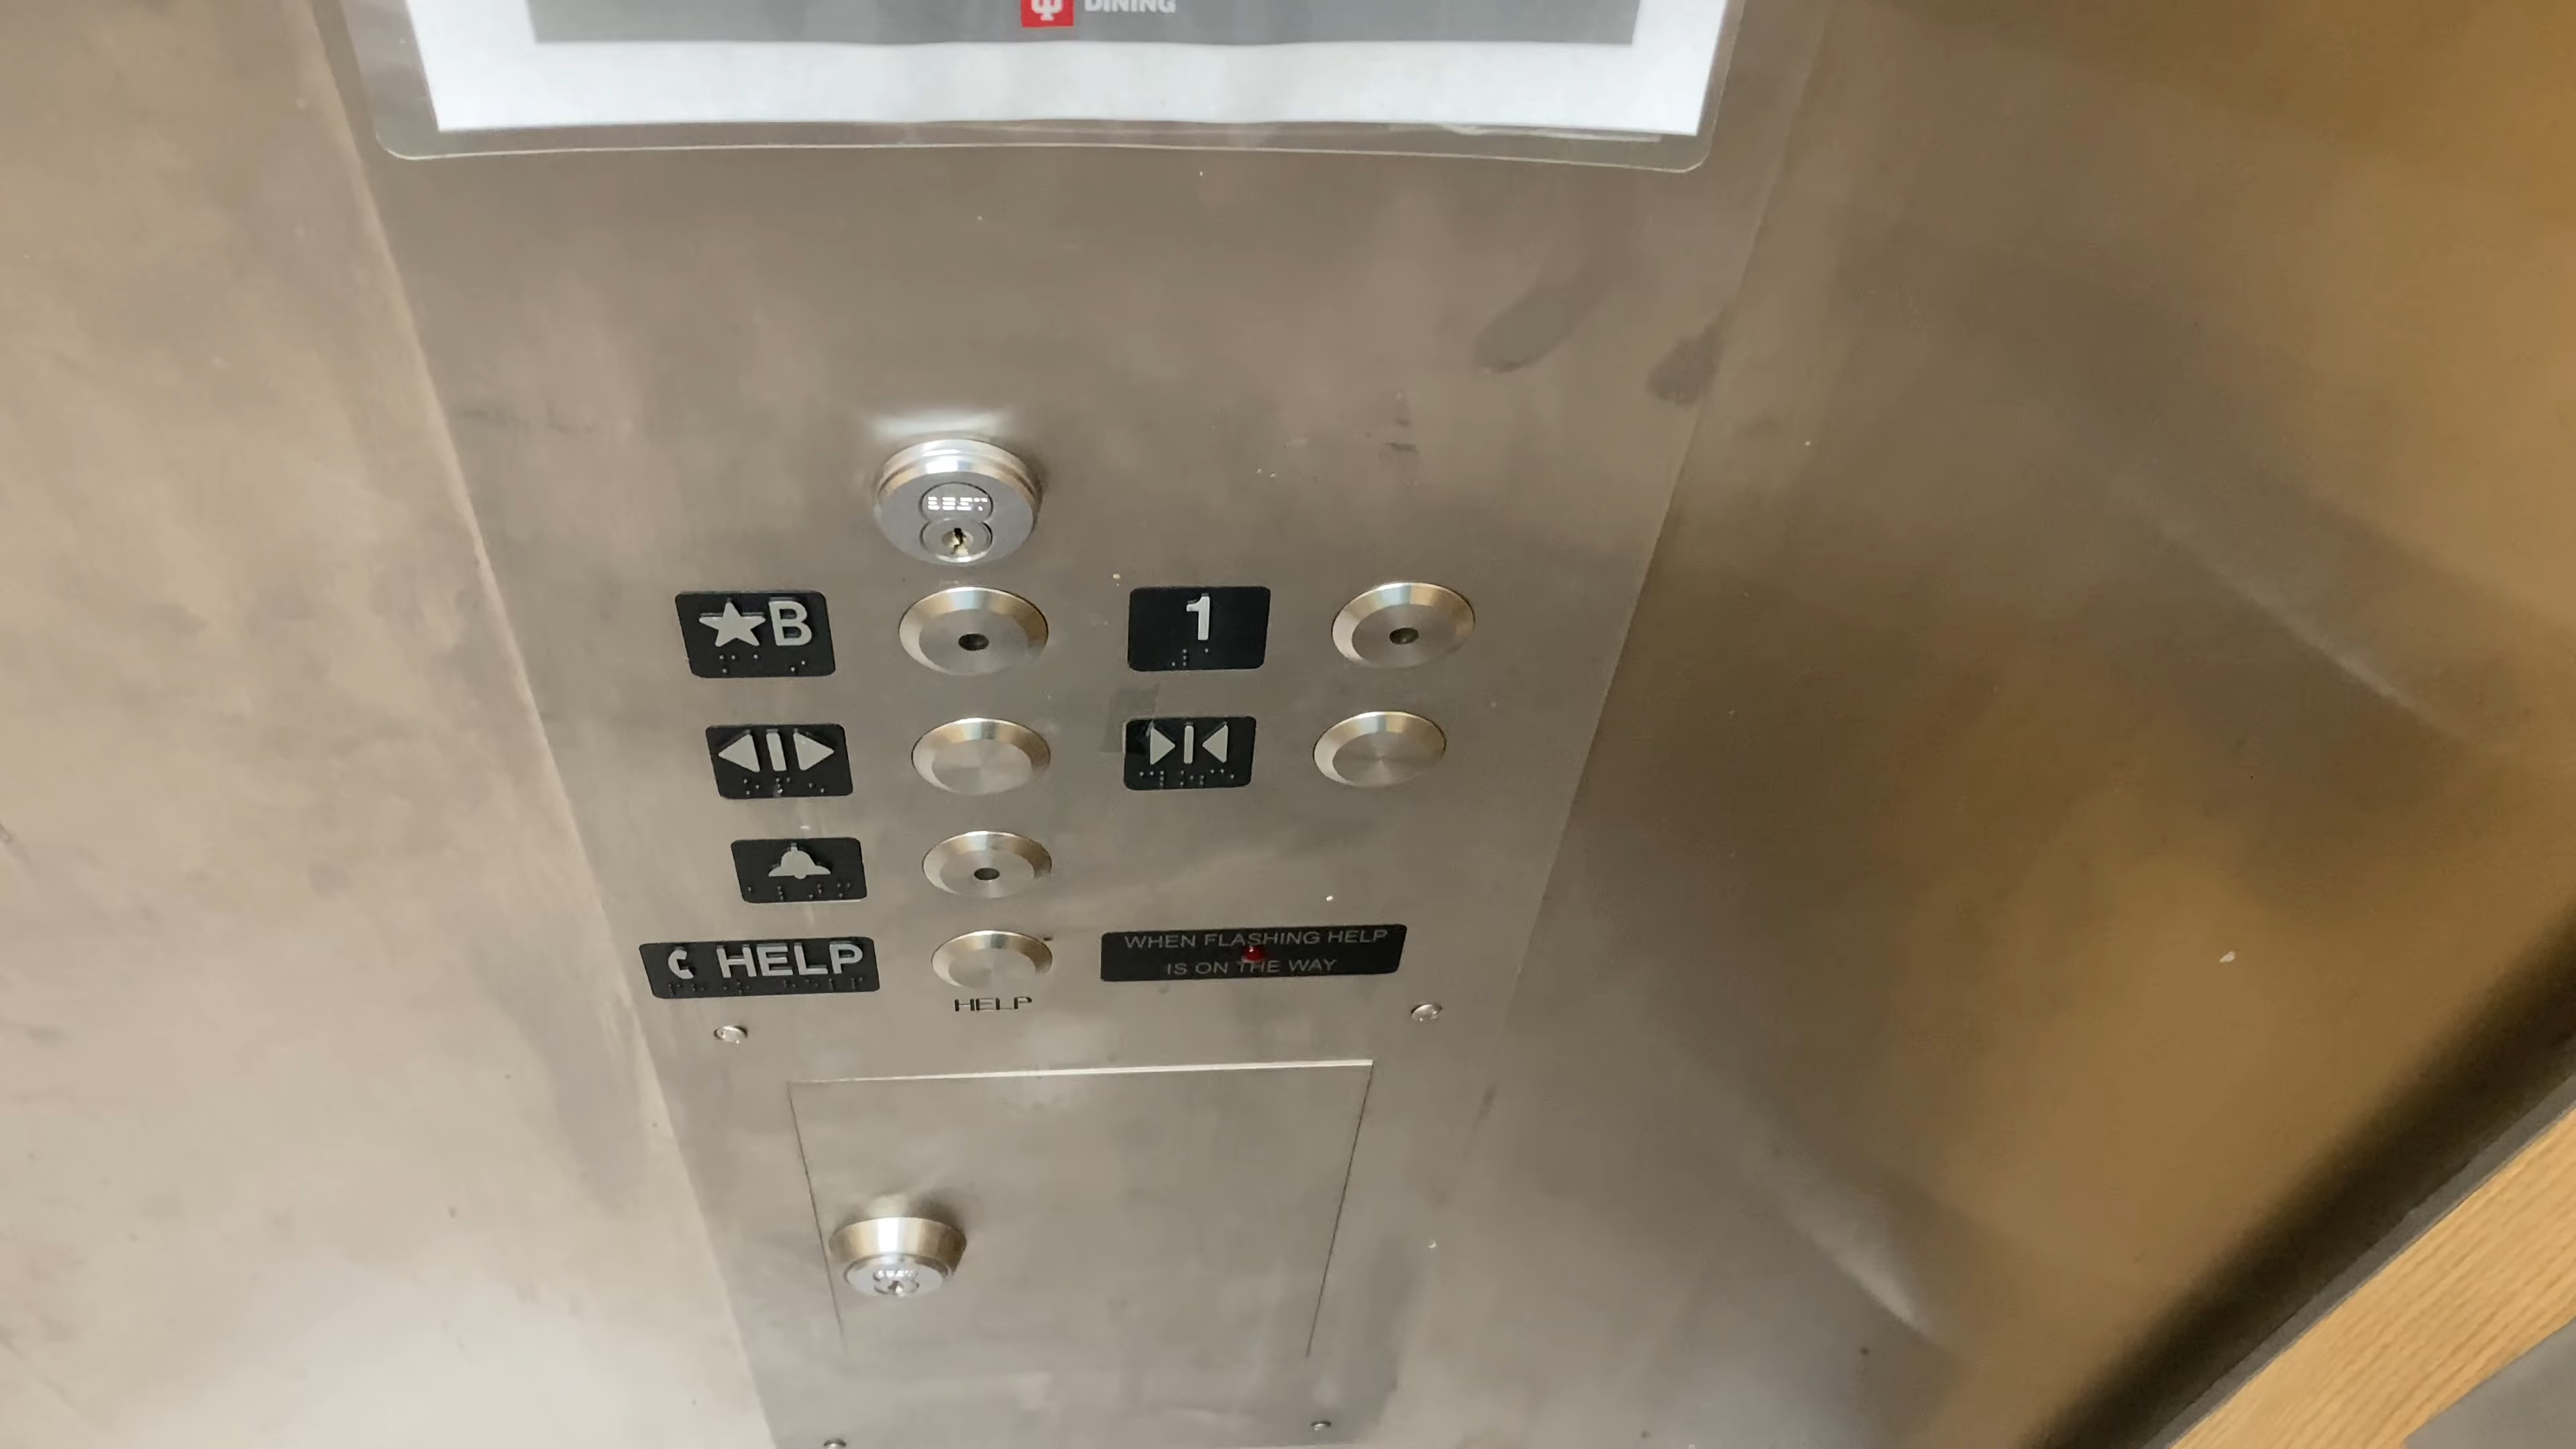 DINING
★B
1
HELP
HELP
WHEN FLASHING HELP
IS ON THE WAY